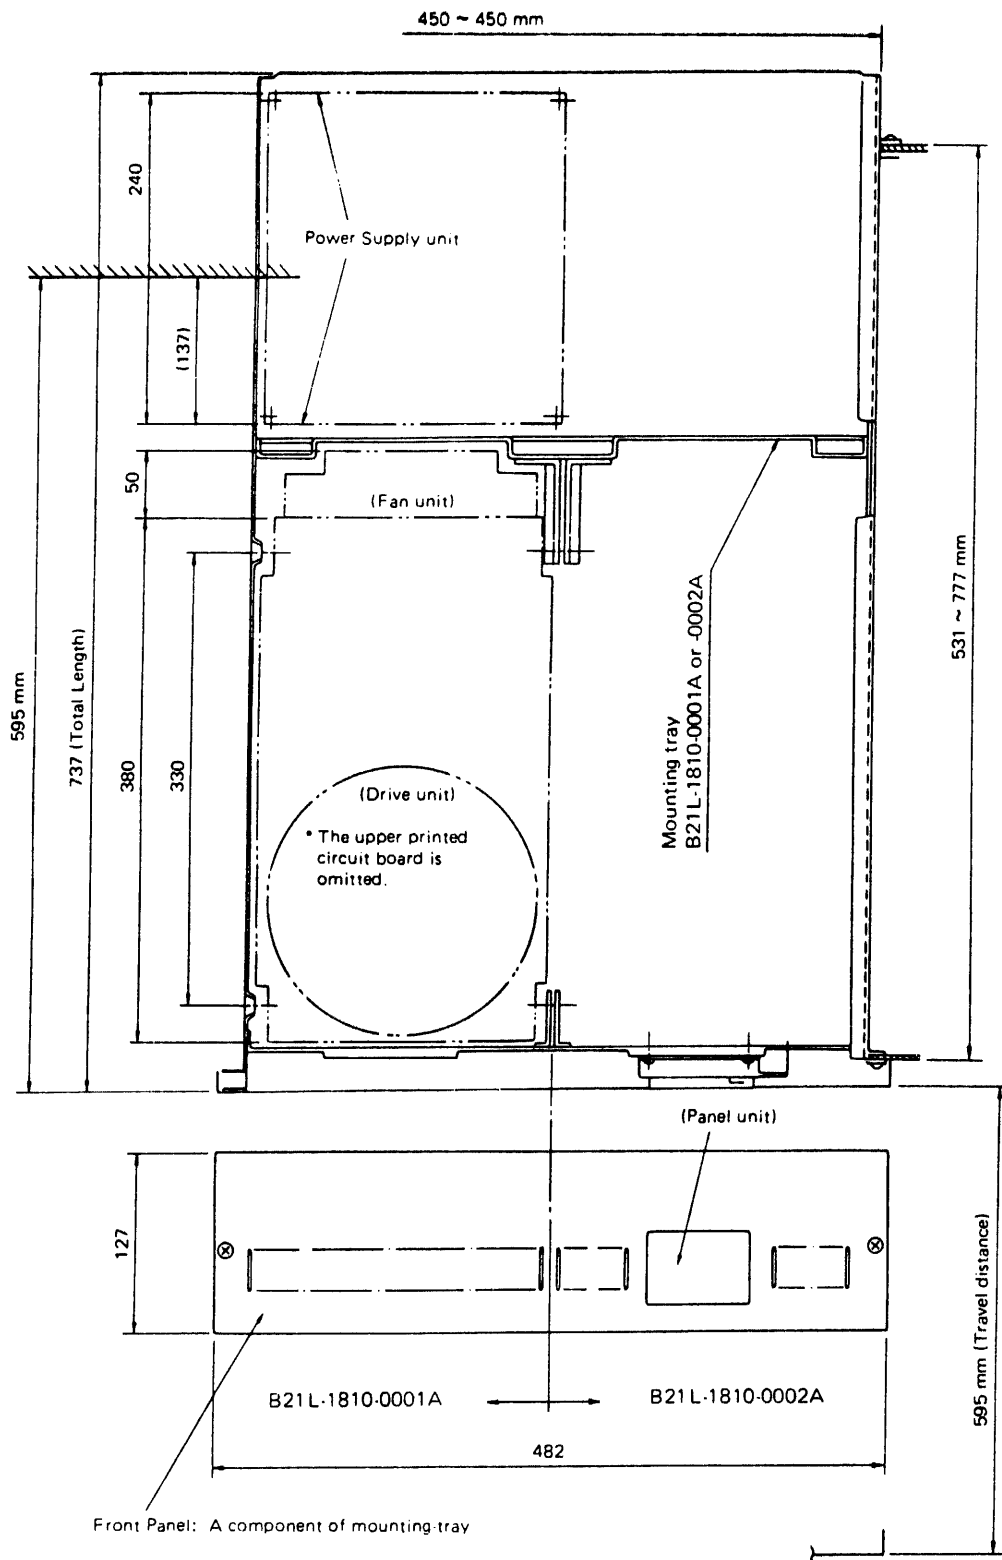 450 ~ 450 mm
240
Power Supply unit
(137)
50
(Fan unit)
531 ~ 777 mm
Mounting tray
B21L-1810-0001A or -0002A
595 mm
737 (Total Length)
380
330
(Drive unit)
* The upper printed
circuit board is
omitted.
(Panel unit)
127
595 mm (Travel distance)
B21L-1810-0001A
B21L-1810-0002A
482
Front Panel: A component of mounting-tray